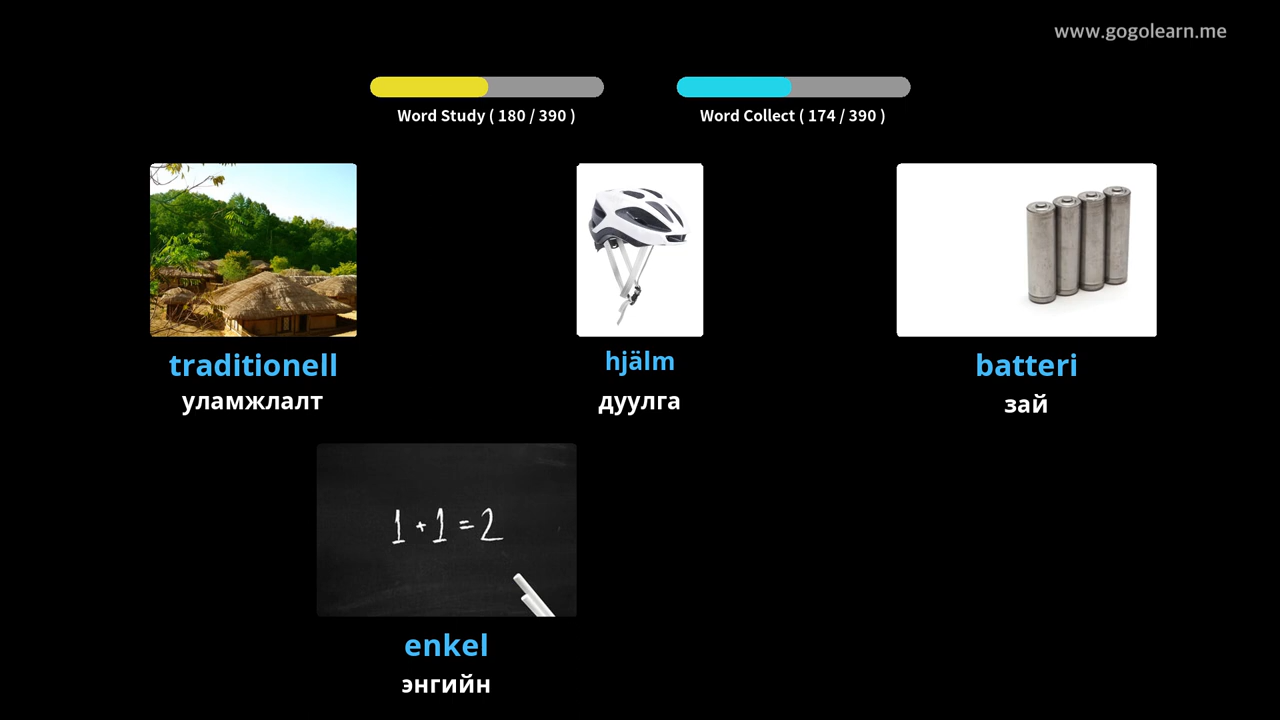 www.gogolearn.me
Word Study ( 180 / 390 )
Word Collect ( 174 / 390 )
traditionell
уламжлалт
hjälm
дуулга
batteri
зай
1 + 1 = 2
enkel
энгийн